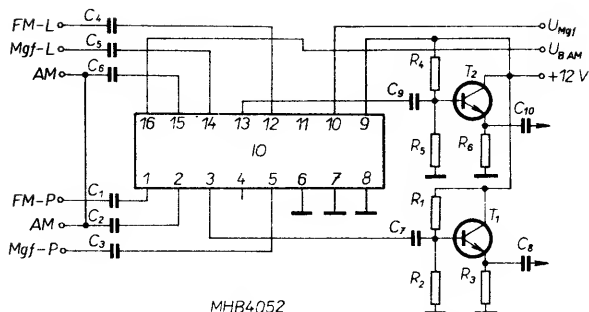 FM-L C4
Mgf-L C5
AM C6
UMgf
UB AM
+12 V
R4
T2
C9
C10
R5
R6
16 15 14 13 12 11 10 9
IO
1 2 3 4 5 6 7 8
FM-P C1
AM C2
Mgf-P C3
R1
T1
C7
C8
R2
R3
MHB4052